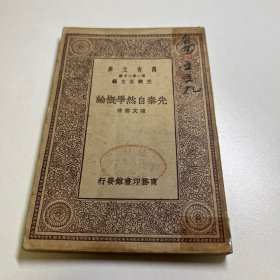 庫文有萬
種千一集一第
王雲五主編
論概學然自秦先
著濤文陳
行發館書印務商